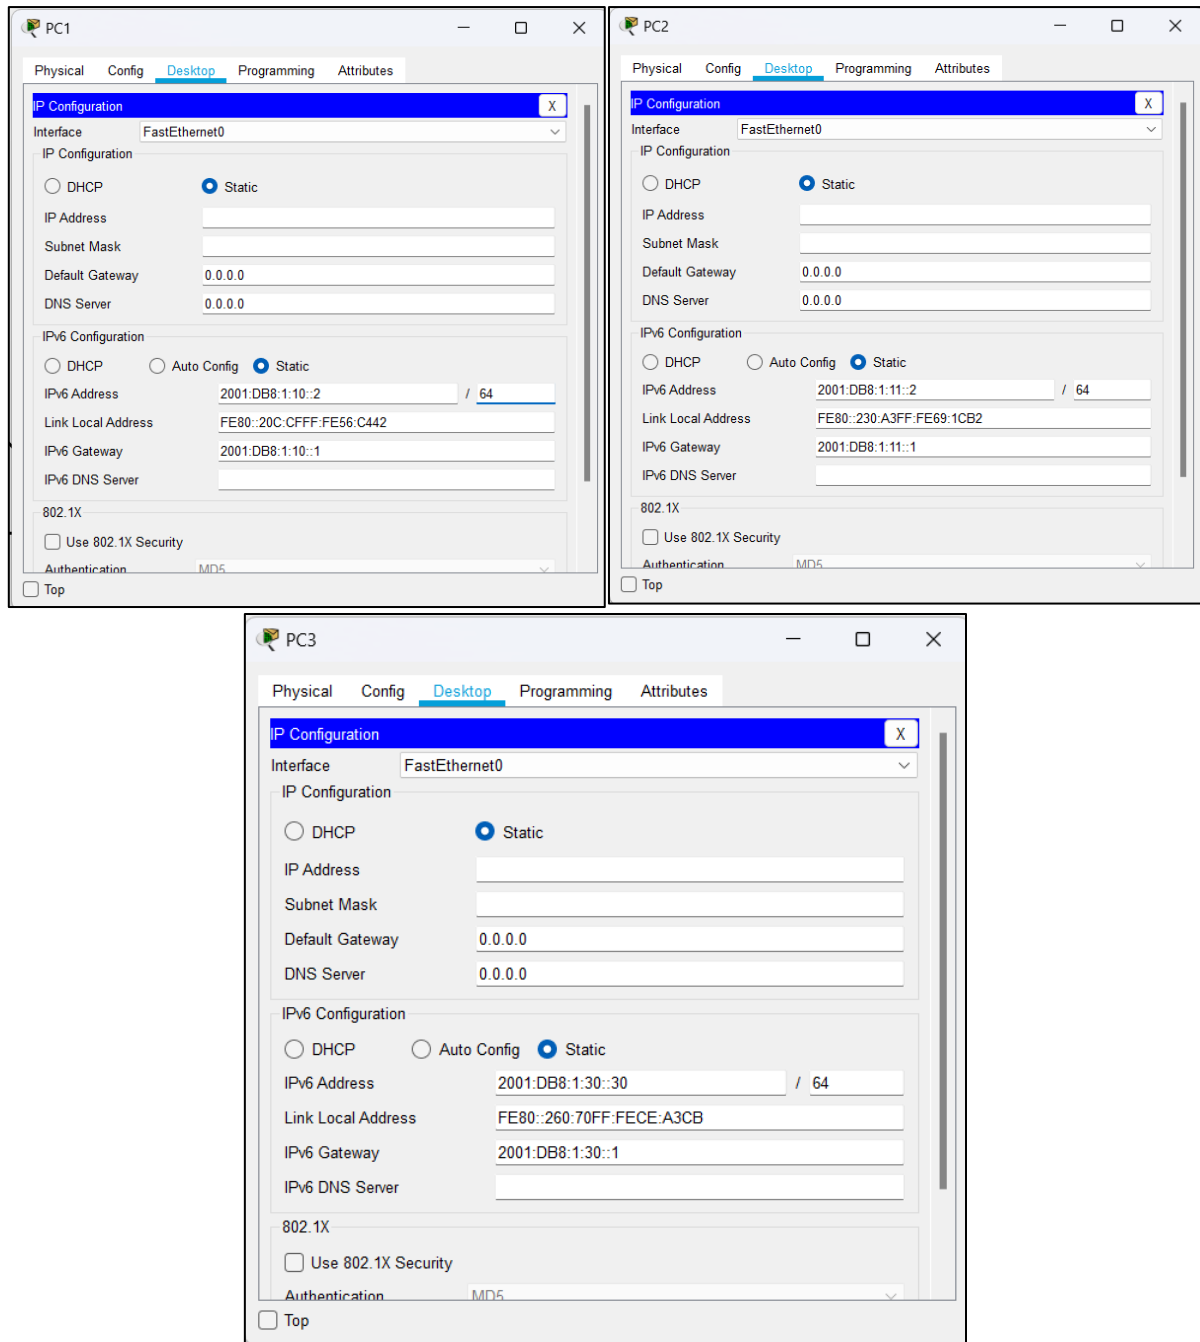 PC1
Physical Config Desktop Programming Attributes
IP Configuration X
Interface FastEthernet0
IP Configuration
DHCP Static
IP Address
Subnet Mask
Default Gateway 0.0.0.0
DNS Server 0.0.0.0
IPv6 Configuration
DHCP Auto Config Static
IPv6 Address 2001:DB8:1:10::2 / 64
Link Local Address FE80::20C:CFFF:FE56:C442
IPv6 Gateway 2001:DB8:1:10::1
IPv6 DNS Server
802.1X
Use 802.1X Security
Authentication MD5
Top
PC2
Physical Config Desktop Programming Attributes
IP Configuration X
Interface FastEthernet0
IP Configuration
DHCP Static
IP Address
Subnet Mask
Default Gateway 0.0.0.0
DNS Server 0.0.0.0
IPv6 Configuration
DHCP Auto Config Static
IPv6 Address 2001:DB8:1:11::2 / 64
Link Local Address FE80::230:A3FF:FE69:1CB2
IPv6 Gateway 2001:DB8:1:11::1
IPv6 DNS Server
802.1X
Use 802.1X Security
Authentication MD5
Top
PC3
Physical Config Desktop Programming Attributes
IP Configuration X
Interface FastEthernet0
IP Configuration
DHCP Static
IP Address
Subnet Mask
Default Gateway 0.0.0.0
DNS Server 0.0.0.0
IPv6 Configuration
DHCP Auto Config Static
IPv6 Address 2001:DB8:1:30::30 / 64
Link Local Address FE80::260:70FF:FECE:A3CB
IPv6 Gateway 2001:DB8:1:30::1
IPv6 DNS Server
802.1X
Use 802.1X Security
Authentication MD5
Top